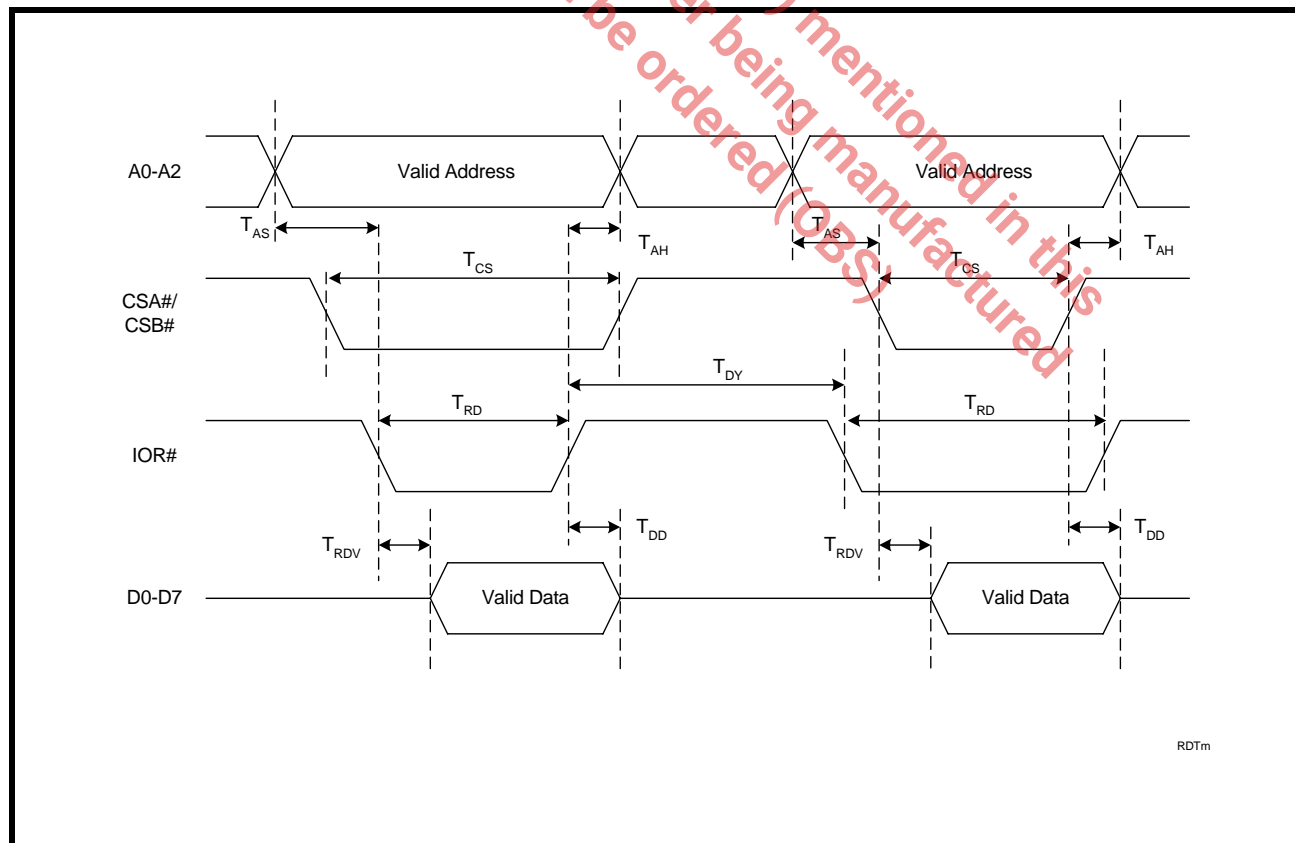 ) mentioned in this
er being manufactured
be ordered (OBS)
A0-A2
Valid Address
Valid Address
TAS
TAH
TAS
TAH
TCS
TCS
CSA#/
CSB#
TDY
TRD
TRD
IOR#
TRDV
TDD
TRDV
TDD
D0-D7
Valid Data
Valid Data
RDTm